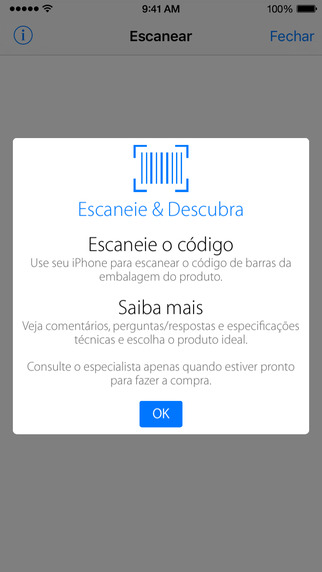 9:41 AM 100%
Escanear Fechar
Escaneie & Descubra
Escaneie o código
Use seu iPhone para escanear o código de barras da
embalagem do produto.
Saiba mais
Veja comentários, perguntas/respostas e especificações
técnicas e escolha o produto ideal.
Consulte o especialista apenas quando estiver pronto
para fazer a compra.
OK